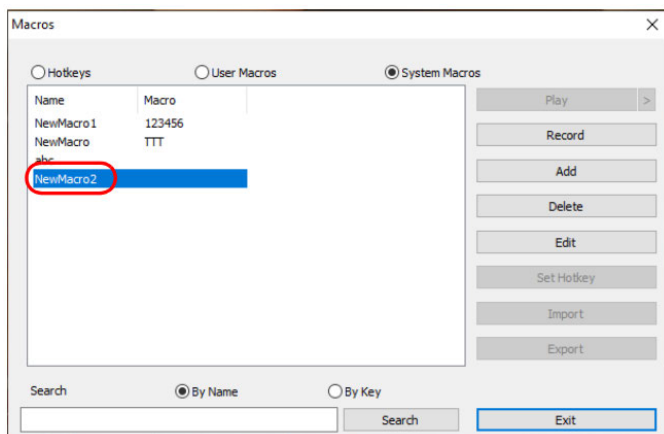 Macros
Hotkeys User Macros System Macros
Name Macro Play >
NewMacro1 123456
NewMacro TTT Record
abc
NewMacro2 Add
Delete
Edit
Set Hotkey
Import
Export
Search By Name By Key
Search Exit